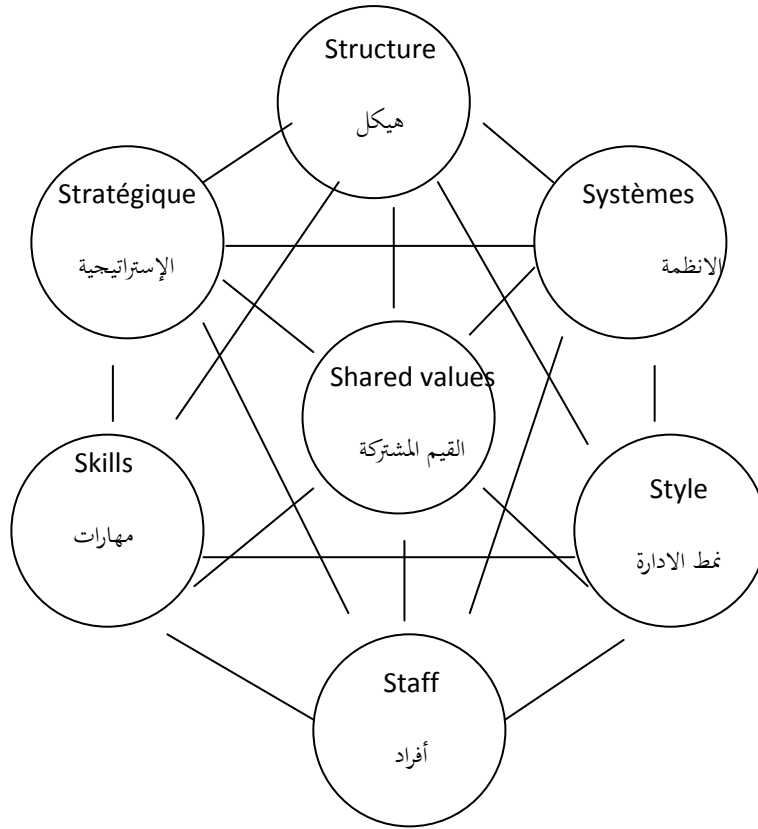 Structure
هيكل
Stratégique
الإستراتيجية
Systèmes
الانظمة
Shared values
القيم المشتركة
Skills
مهارات
Style
نمط الادارة
Staff
أفراد